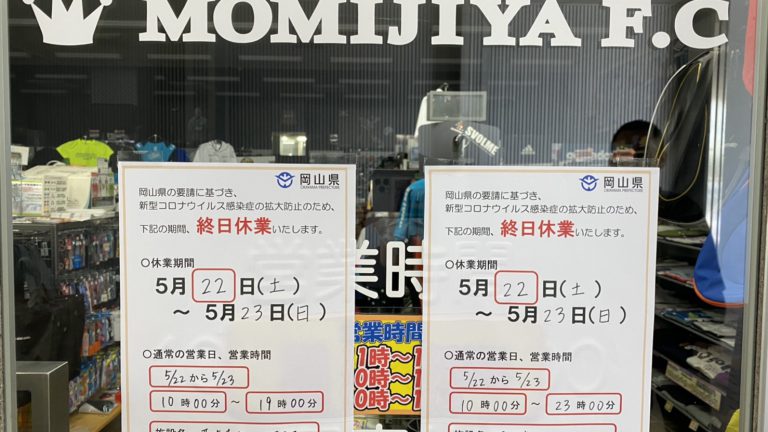 MOMIJIYA F.C
SVOLME
岡山県
OKAYAMA PREFECTURE
岡山県の要請に基づき、
新型コロナウイルス感染症の拡大防止のため、
下記の期間、終日休業いたします。
〇休業期間
5月22日(土)
～5月23日(日)
〇通常の営業日、営業時間
5/22から5/23
10時00分～19時00分
岡山県
OKAYAMA PREFECTURE
岡山県の要請に基づき、
新型コロナウイルス感染症の拡大防止のため、
下記の期間、終日休業いたします。
〇休業期間
5月22日(土)
～5月23日(日)
〇通常の営業日、営業時間
5/22から5/23
10時00分～23時00分
営業時間
営業時間